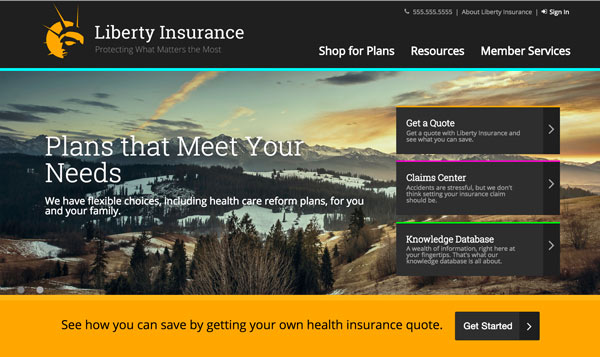 555.555.5555 | About Liberty Insurance | Sign In
Liberty Insurance
Protecting What Matters the Most
Shop for Plans Resources Member Services
Plans that Meet Your
Needs
We have flexible choices, including health care reform plans, for you
and your family.
Get a Quote
Get a quote with Liberty Insurance and
see what you can save.
Claims Center
Accidents are stressful, but we don't
think setting your insurance claim
should be.
Knowledge Database
A wealth of information, right here at
your fingertips. That's what our
knowledge database is all about.
See how you can save by getting your own health insurance quote. Get Started